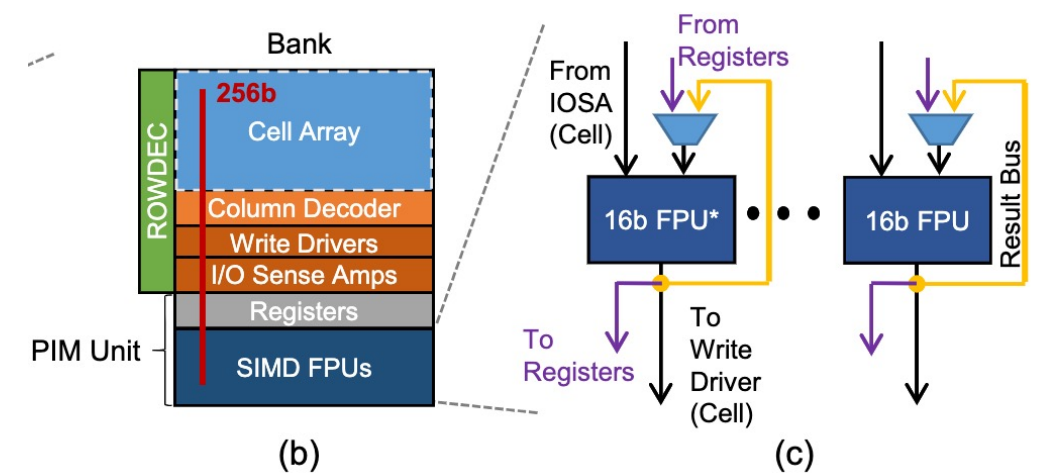 Bank
256b
Cell Array
ROWDEC
Column Decoder
Write Drivers
I/O Sense Amps
Registers
PIM Unit
SIMD FPUs
(b)
From
Registers
From
IOSA
(Cell)
16b FPU*
16b FPU
Result Bus
To
Registers
To
Write
Driver
(Cell)
(c)